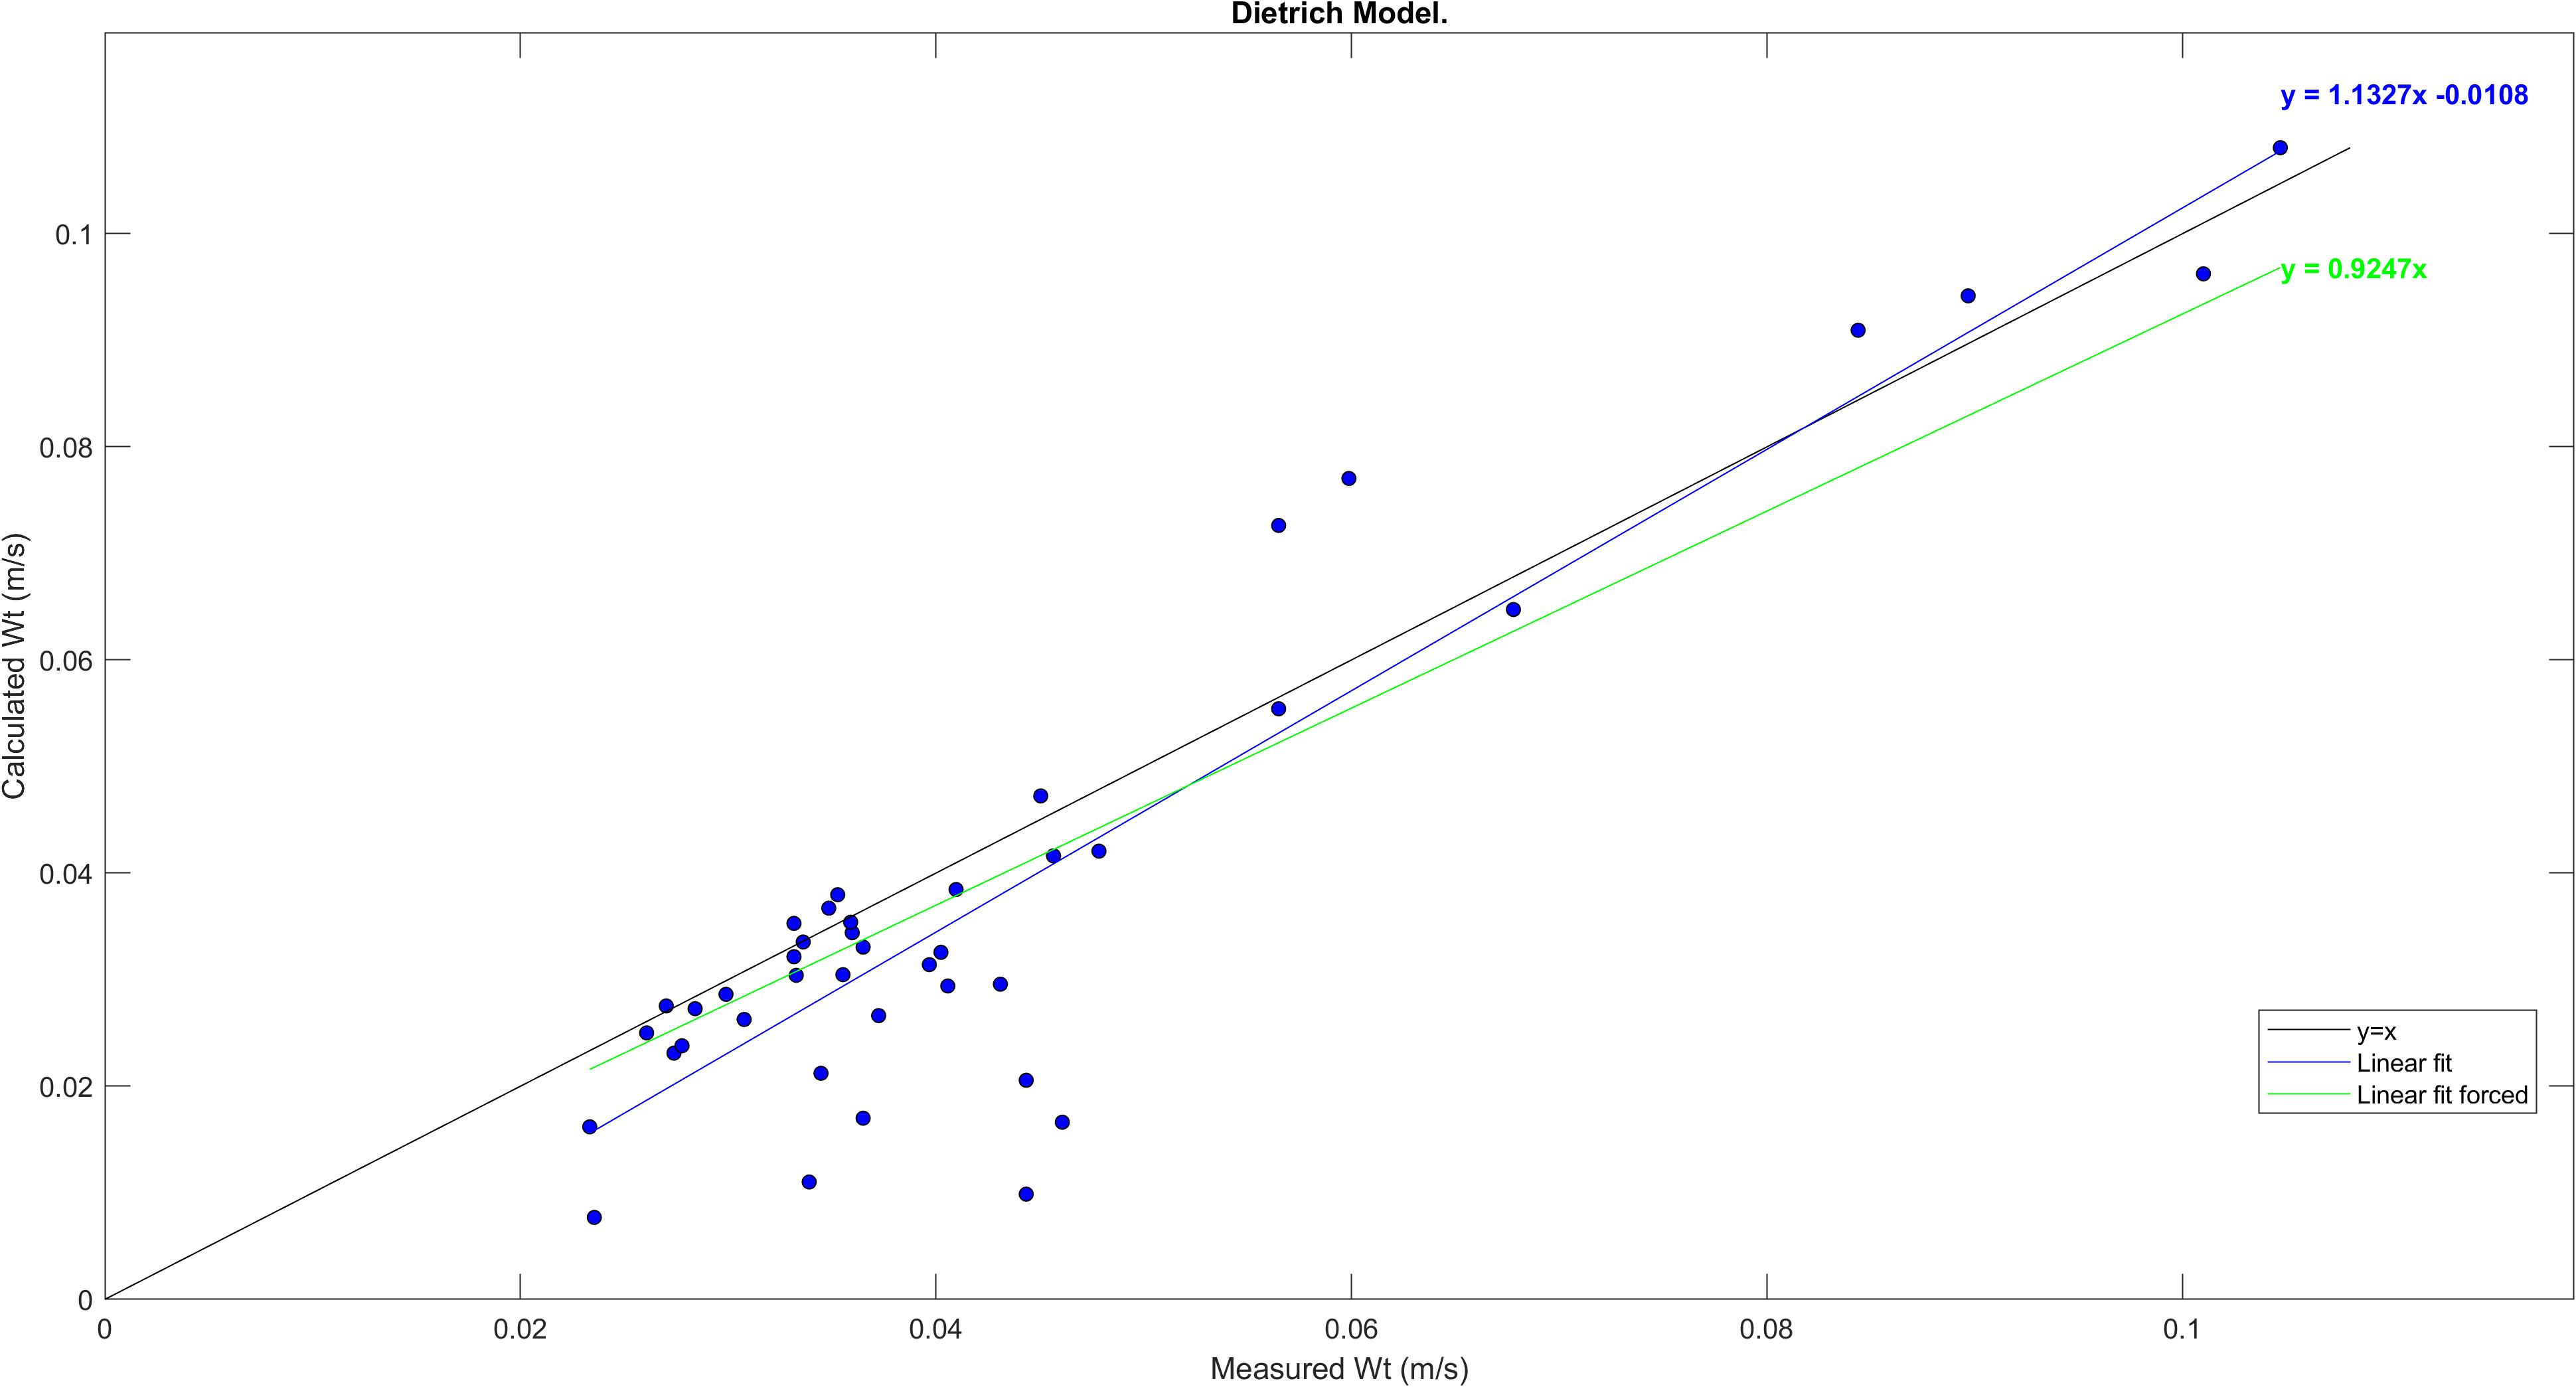 Dietrich Model.
y = 1.1327x -0.0108
y = 0.9247x
Calculated Wt (m/s)
0.1
0.08
0.06
0.04
0.02
0
0
0.02
0.04
0.06
0.08
0.1
Measured Wt (m/s)
y=x
Linear fit
Linear fit forced